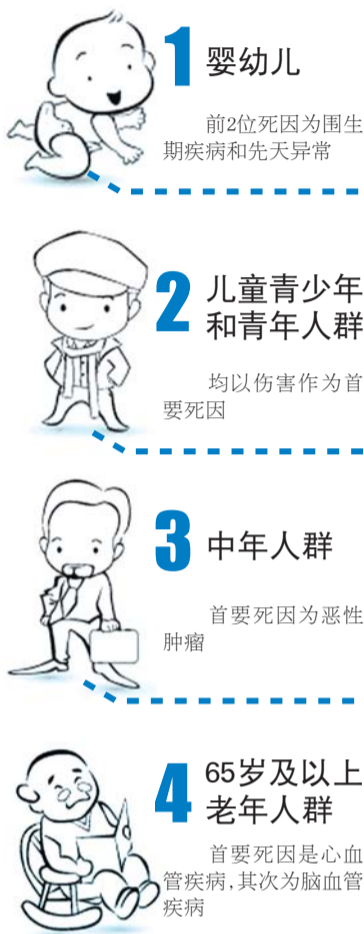 1 婴幼儿
前2位死因为围生
期疾病和先天异常
2 儿童青少年
和青年人群
均以伤害作为首
要死因
3 中年人群
首要死因为恶性
肿瘤
4 65岁及以上
老年人群
首要死因是心血
管疾病,其次为脑血管
疾病